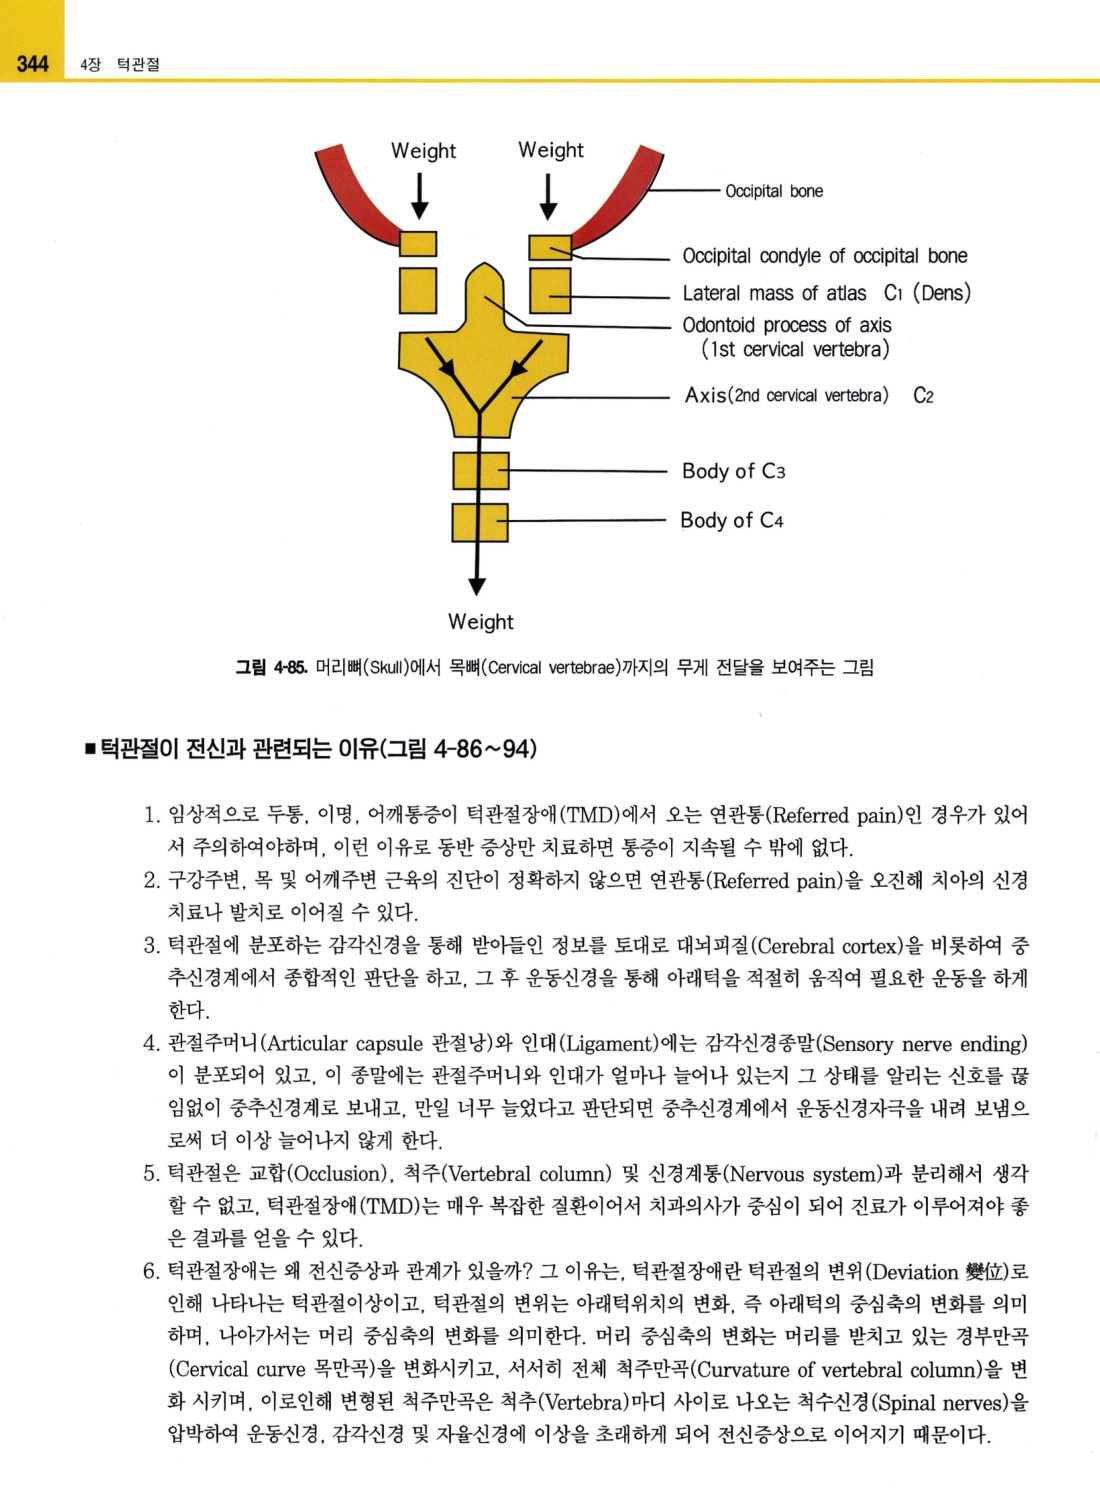 344 4장 턱관절
Weight Weight
Occipital bone
Occipital condyle of occipital bone
Lateral mass of atlas C1 (Dens)
Odontoid process of axis
(1st cervical vertebra)
Axis(2nd cervical vertebra) C2
Body of C3
Body of C4
Weight
그림 4-85. 머리뼈(Skull)에서 목뼈(Cervical vertebrae)까지의 무게 전달을 보여주는 그림
■ 턱관절이 전신과 관련되는 이유(그림 4-86～94)
1. 임상적으로 두통, 이명, 어깨통증이 턱관절장애(TMD)에서 오는 연관통(Referred pain)인 경우가 있어
서 주의하여야하며, 이런 이유로 동반 증상만 치료하면 통증이 지속될 수 밖에 없다.
2. 구강주변, 목 및 어깨주변 근육의 진단이 정확하지 않으면 연관통(Referred pain)을 오진해 치아의 신경
치료나 발치로 이어질 수 있다.
3. 턱관절에 분포하는 감각신경을 통해 받아들인 정보를 토대로 대뇌피질(Cerebral cortex)을 비롯하여 중
추신경계에서 종합적인 판단을 하고, 그 후 운동신경을 통해 아래턱을 적절히 움직여 필요한 운동을 하게
한다.
4. 관절주머니(Articular capsule 관절낭)와 인대(Ligament)에는 감각신경종말(Sensory nerve ending)
이 분포되어 있고, 이 종말에는 관절주머니와 인대가 얼마나 늘어나 있는지 그 상태를 알리는 신호를 끊
임없이 중추신경계로 보내고, 만일 너무 늘었다고 판단되면 중추신경계에서 운동신경자극을 내려 보냄으
로써 더 이상 늘어나지 않게 한다.
5. 턱관절은 교합(Occlusion), 척주(Vertebral column) 및 신경계통(Nervous system)과 분리해서 생각
할 수 없고, 턱관절장애(TMD)는 매우 복잡한 질환이어서 치과의사가 중심이 되어 진료가 이루어져야 좋
은 결과를 얻을 수 있다.
6. 턱관절장애는 왜 전신증상과 관계가 있을까? 그 이유는, 턱관절장애란 턱관절의 변위(Deviation 變位)로
인해 나타나는 턱관절이상이고, 턱관절의 변위는 아래턱위치의 변화, 즉 아래턱의 중심축의 변화를 의미
하며, 나아가서는 머리 중심축의 변화를 의미한다. 머리 중심축의 변화는 머리를 받치고 있는 경부만곡
(Cervical curve 목만곡)을 변화시키고, 서서히 전체 척주만곡(Curvature of vertebral column)을 변
화 시키며, 이로인해 변형된 척주만곡은 척추(Vertebra)마디 사이로 나오는 척수신경(Spinal nerves)을
압박하여 운동신경, 감각신경 및 자율신경에 이상을 초래하게 되어 전신증상으로 이어지기 때문이다.